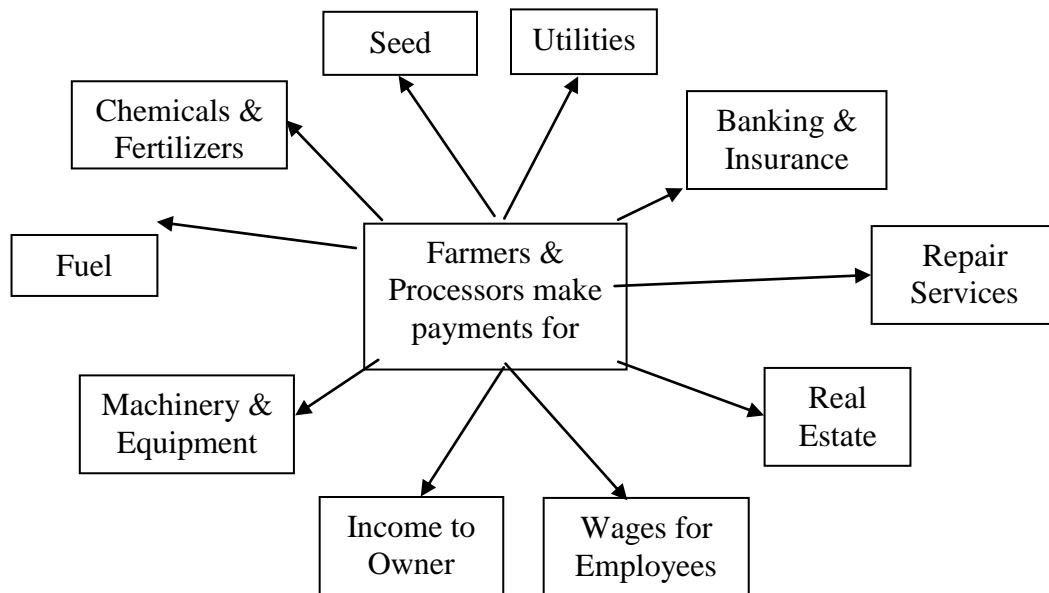 Seed
Utilities
Chemicals &
Fertilizers
Banking &
Insurance
Fuel
Farmers &
Processors make
payments for
Repair
Services
Machinery &
Equipment
Real
Estate
Income to
Owner
Wages for
Employees